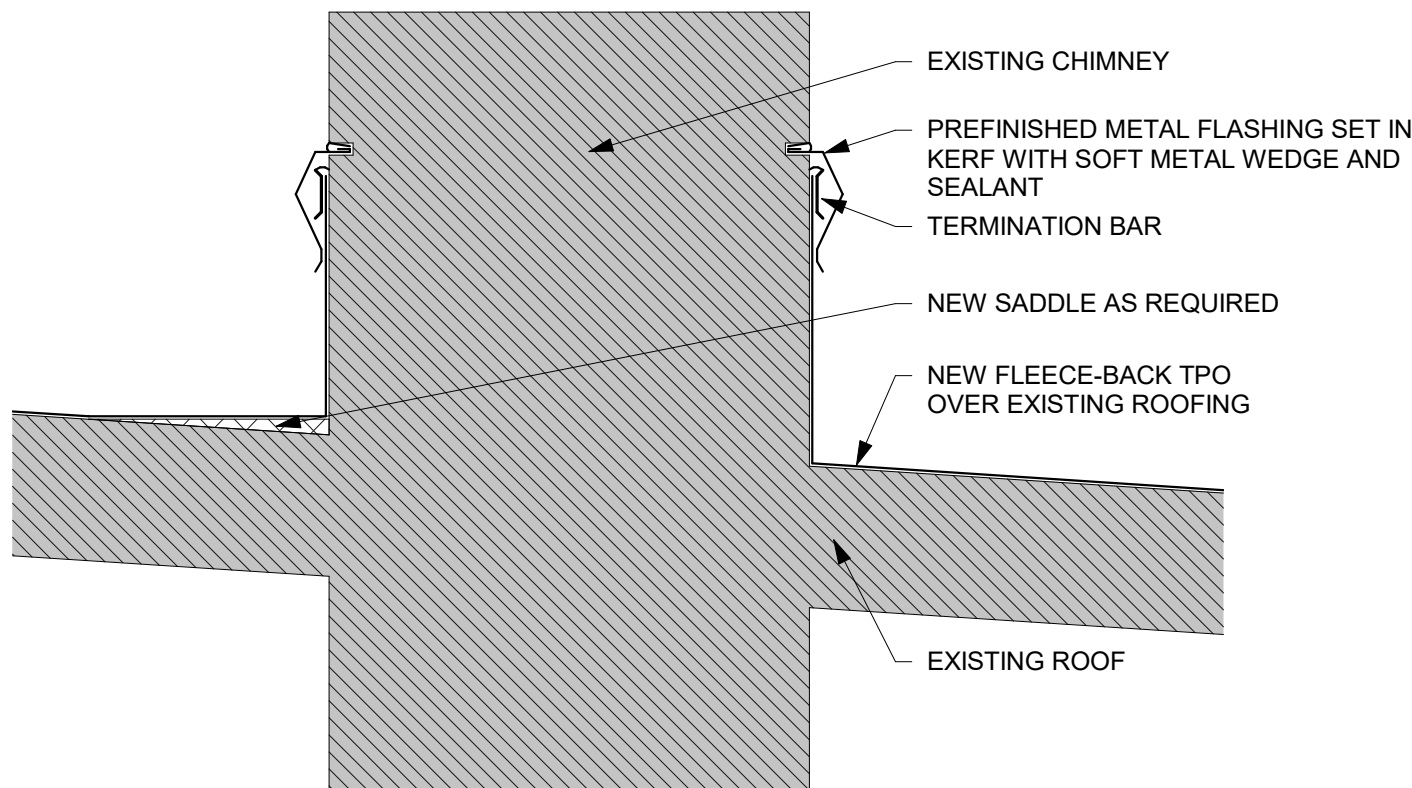 EXISTING CHIMNEY
PREFINISHED METAL FLASHING SET IN
KERF WITH SOFT METAL WEDGE AND
SEALANT
TERMINATION BAR
NEW SADDLE AS REQUIRED
NEW FLEECE-BACK TPO
OVER EXISTING ROOFING
EXISTING ROOF